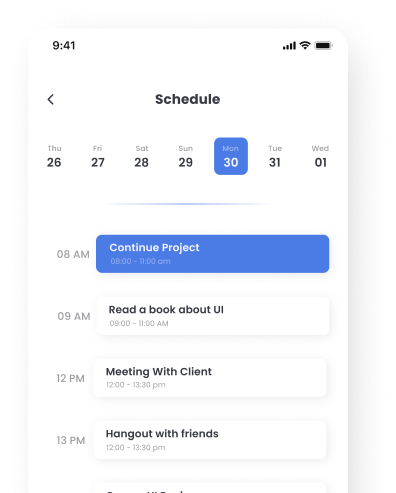 9:41
Schedule
Thu Fri Sat Sun Mon Tue Wed
26 27 28 29 30 31 01
08 AM
Continue Project
08:00 - 11:00 am
09 AM
Read a book about UI
09:00 - 11:00 AM
12 PM
Meeting With Client
12:00 - 13:30 pm
13 PM
Hangout with friends
12:00 - 13:30 pm